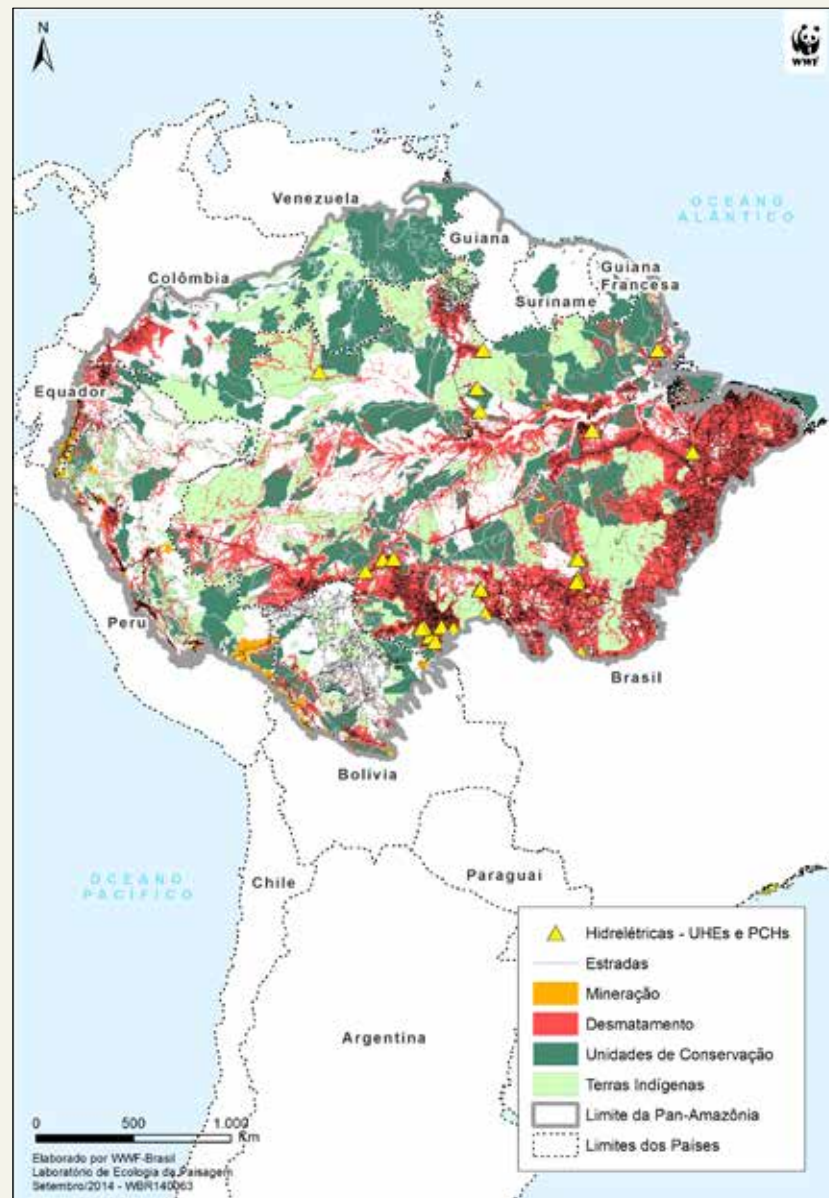 N
WWF
OCEANO
ALÂNTICO
Venezuela
Guiana
Colômbia
Guiana
Francesa
Suriname
Equador
Peru
Brasil
Bolívia
OCEANO
PACÍFICO
Chile
Paraguai
Argentina
Hidrelétricas - UHEs e PCHs
Estradas
Mineração
Desmatamento
Unidades de Conservação
Terras Indígenas
Limite da Pan-Amazônia
Limites dos Países
0 500 1.000
Km
Elaborado por WWF-Brasil
Laboratório de Ecologia da Paisagem
Setembro/2014 - WBR140063